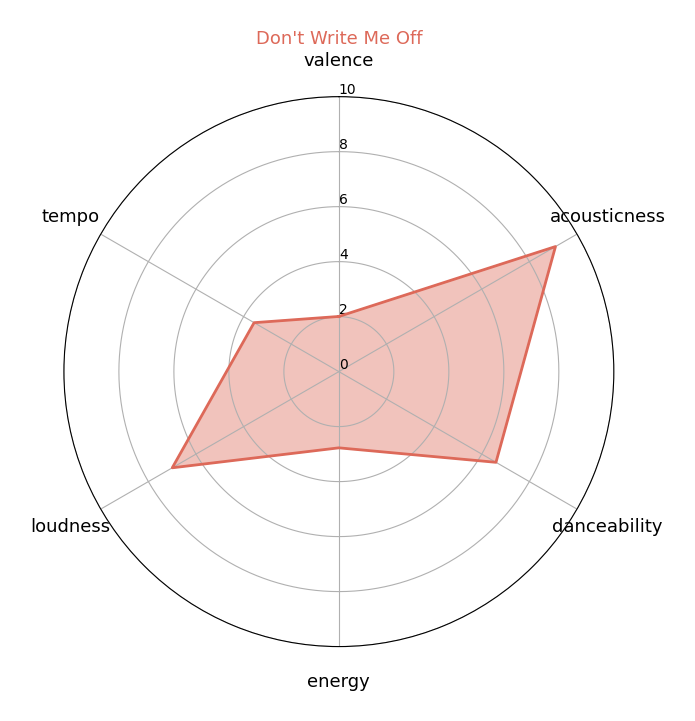 Don't Write Me Off
valence
10
8
6
4
2
0
tempo
acousticness
loudness
danceability
energy